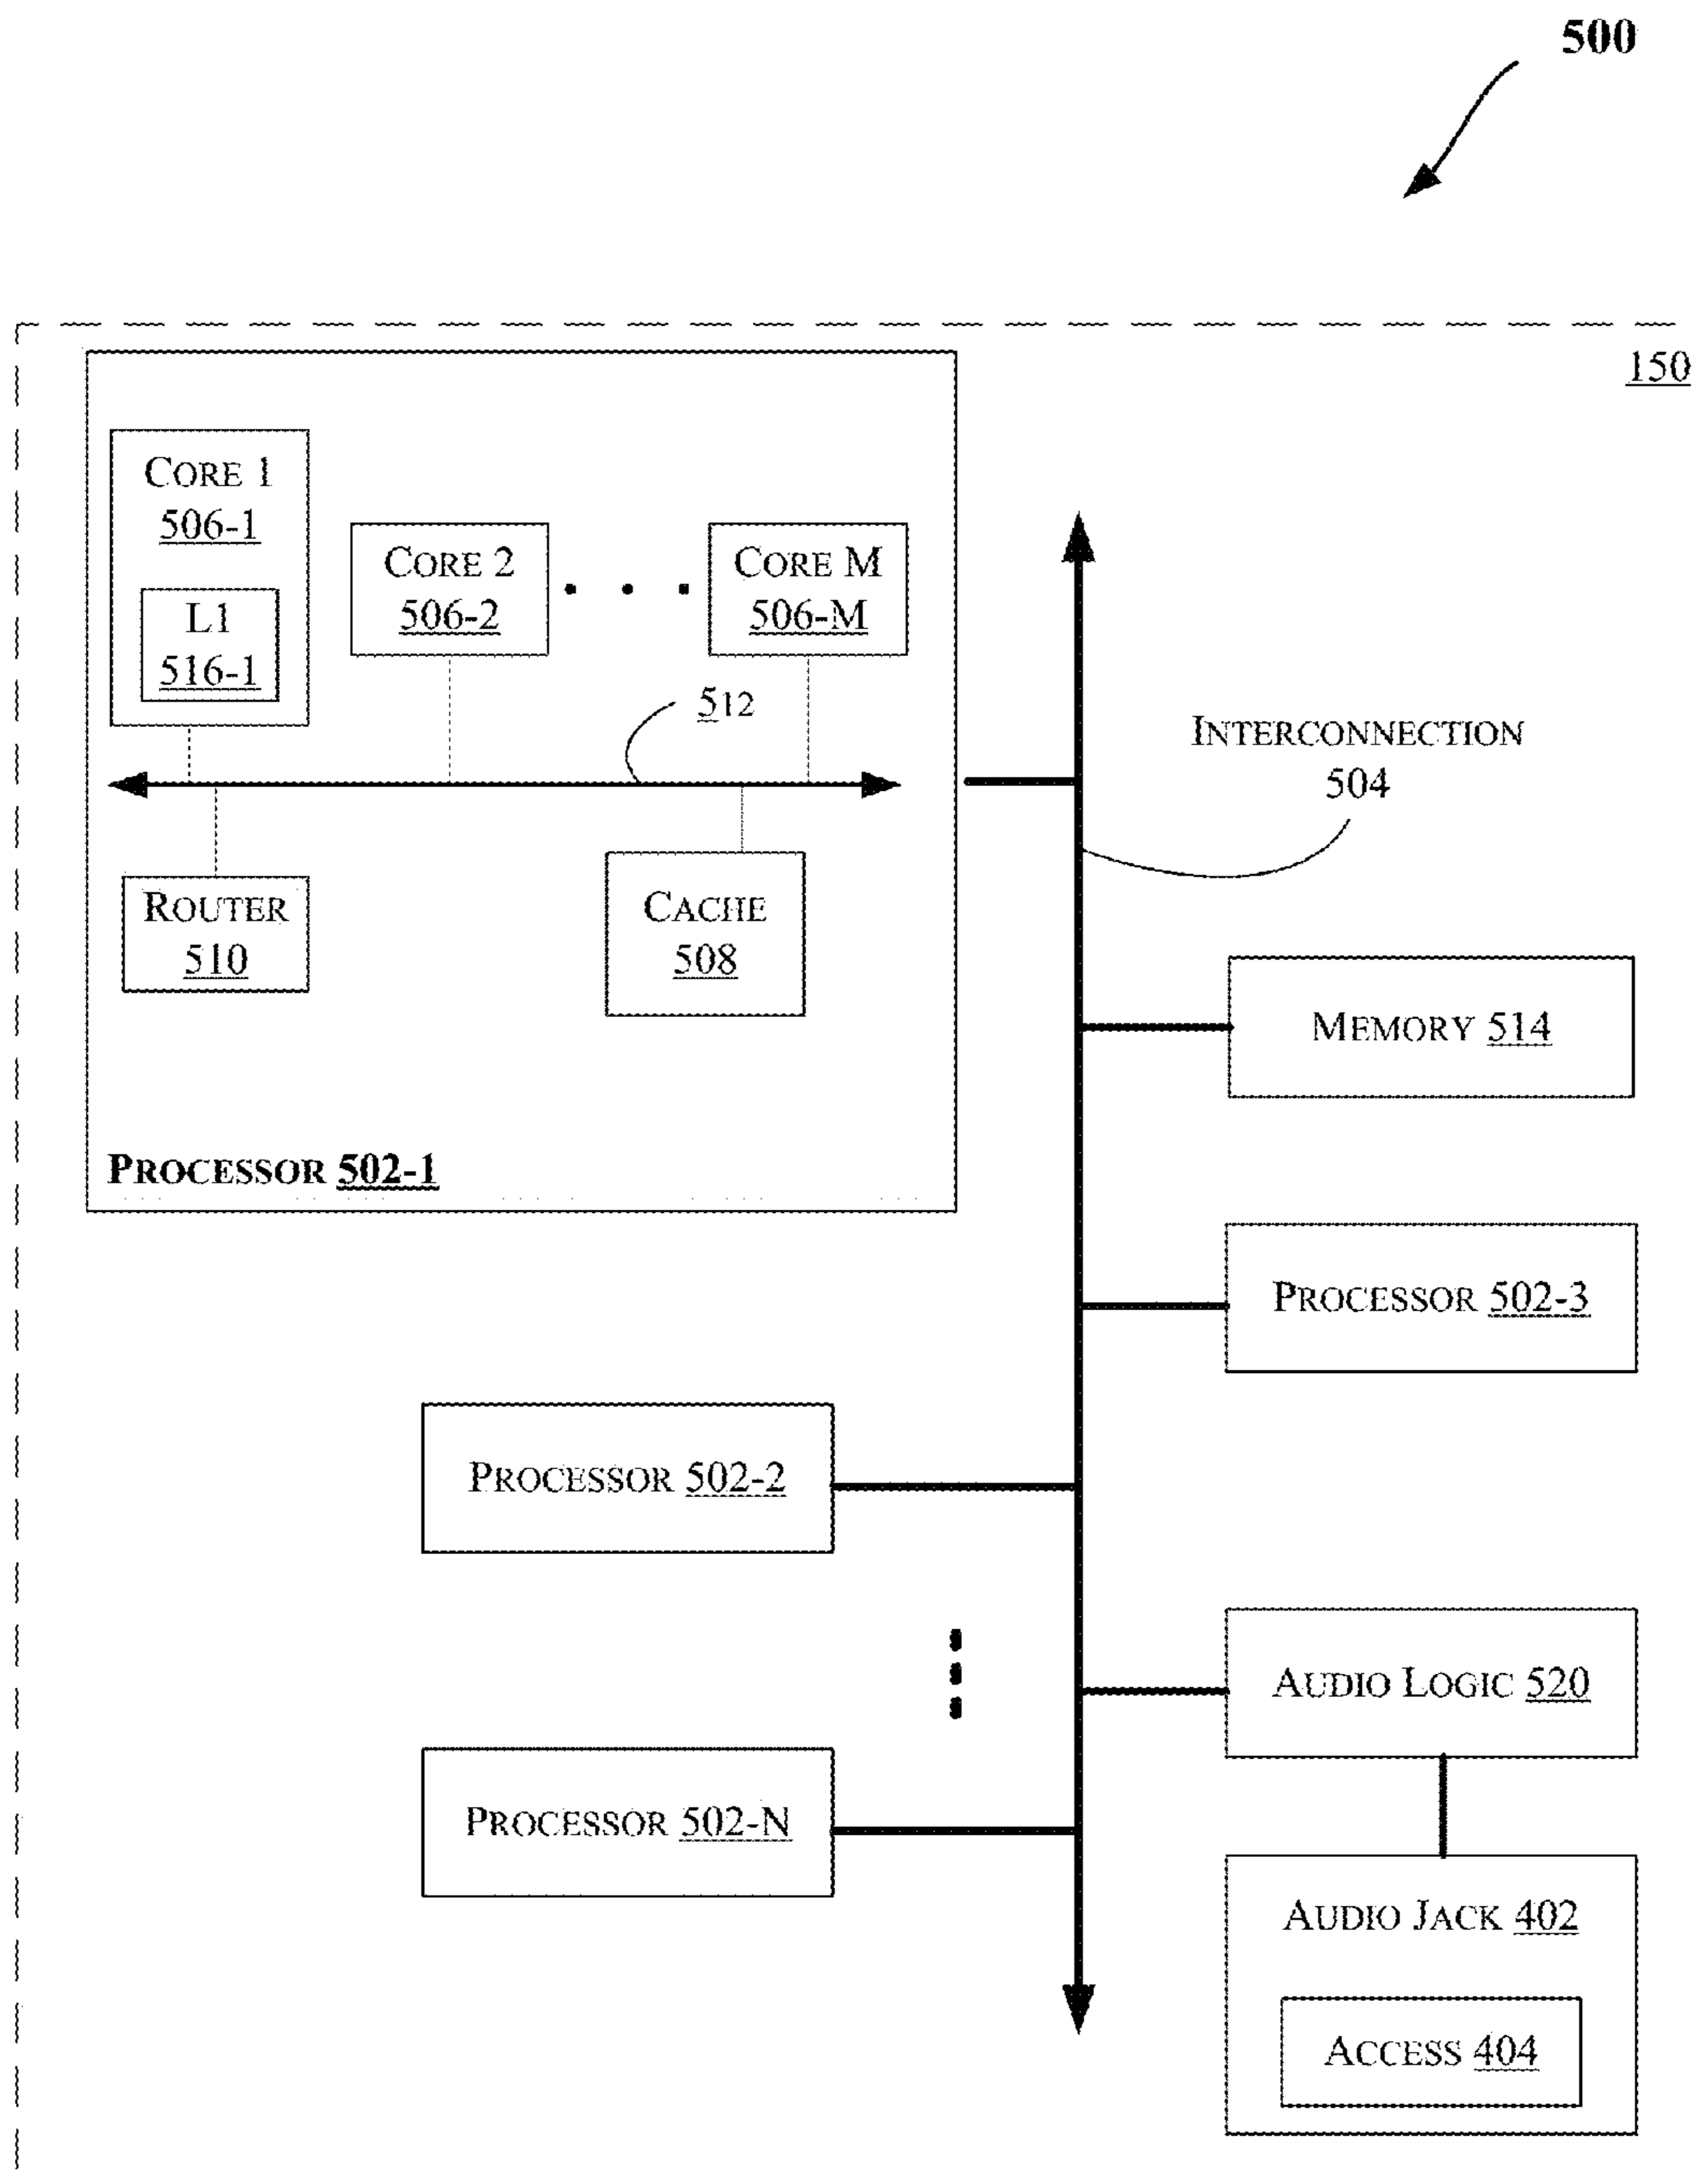 500
150
CORE 1
506-1
L1
516-1
CORE 2
506-2
CORE M
506-M
512
ROUTER
510
CACHE
508
PROCESSOR 502-1
INTERCONNECTION
504
MEMORY 514
PROCESSOR 502-3
PROCESSOR 502-2
AUDIO LOGIC 520
PROCESSOR 502-N
AUDIO JACK 402
ACCESS 404